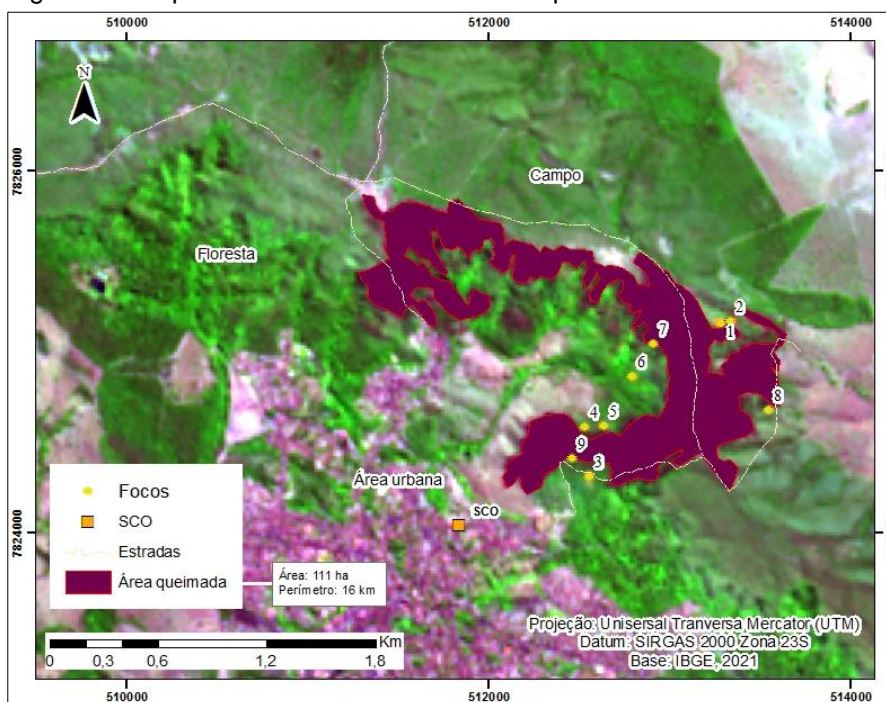 510000 512000 514000
N
7826000
Campo
Floresta
2
1
7
6
8
4 5
9
3
Área urbana
SCO
7824000
Focos
SCO
Estradas
Área queimada
Área: 111 ha
Perímetro: 16 km
Projeção: Unisersal Tranversa Mercator (UTM)
Datum: SIRGAS 2000 Zona 23S
Base: IBGE, 2021
Km
0 0,3 0,6 1,2 1.8
510000 512000 514000